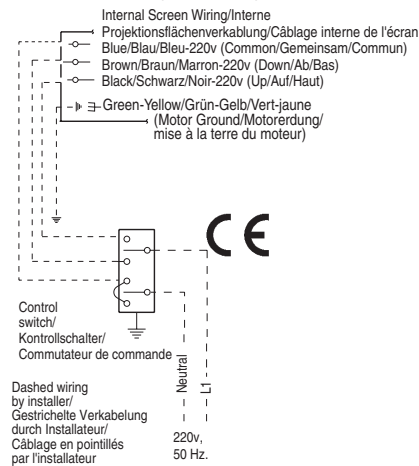 Internal Screen Wiring/Interne
Projektionsflächenverkablung/Câblage interne de l'écran
Blue/Blau/Bleu-220v (Common/Gemeinsam/Commun)
Brown/Braun/Marron-220v (Down/Ab/Bas)
Black/Schwarz/Noir-220v (Up/Auf/Haut)
Green-Yellow/Grün-Gelb/Vert-jaune
(Motor Ground/Motorerdung/
mise à la terre du moteur)
CE
Control
switch/
Kontrollschalter/
Commutateur de commande
Neutral
L1
Dashed wiring
by installer/
Gestrichelte Verkabelung
durch Installateur/
Câblage en pointillés
par l'installateur
220v,
50 Hz.